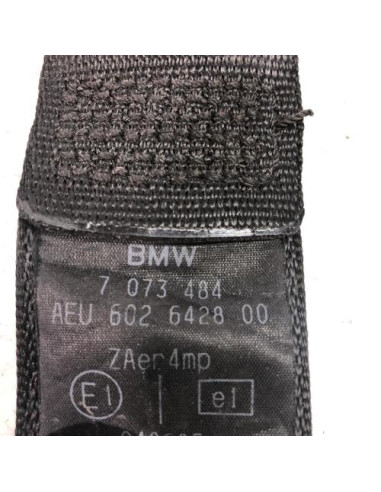 BMW
7 073 484
AEU 602 6428 00
ZAer4mp
E1 e1